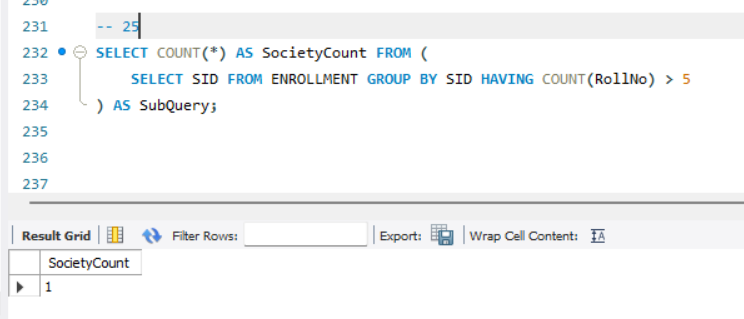 230
231 -- 25
232 SELECT COUNT(*) AS SocietyCount FROM (
233 SELECT SID FROM ENROLLMENT GROUP BY SID HAVING COUNT(RollNo) > 5
234 ) AS SubQuery;
235
236
237
Result Grid Filter Rows: Export: Wrap Cell Content:
SocietyCount
1